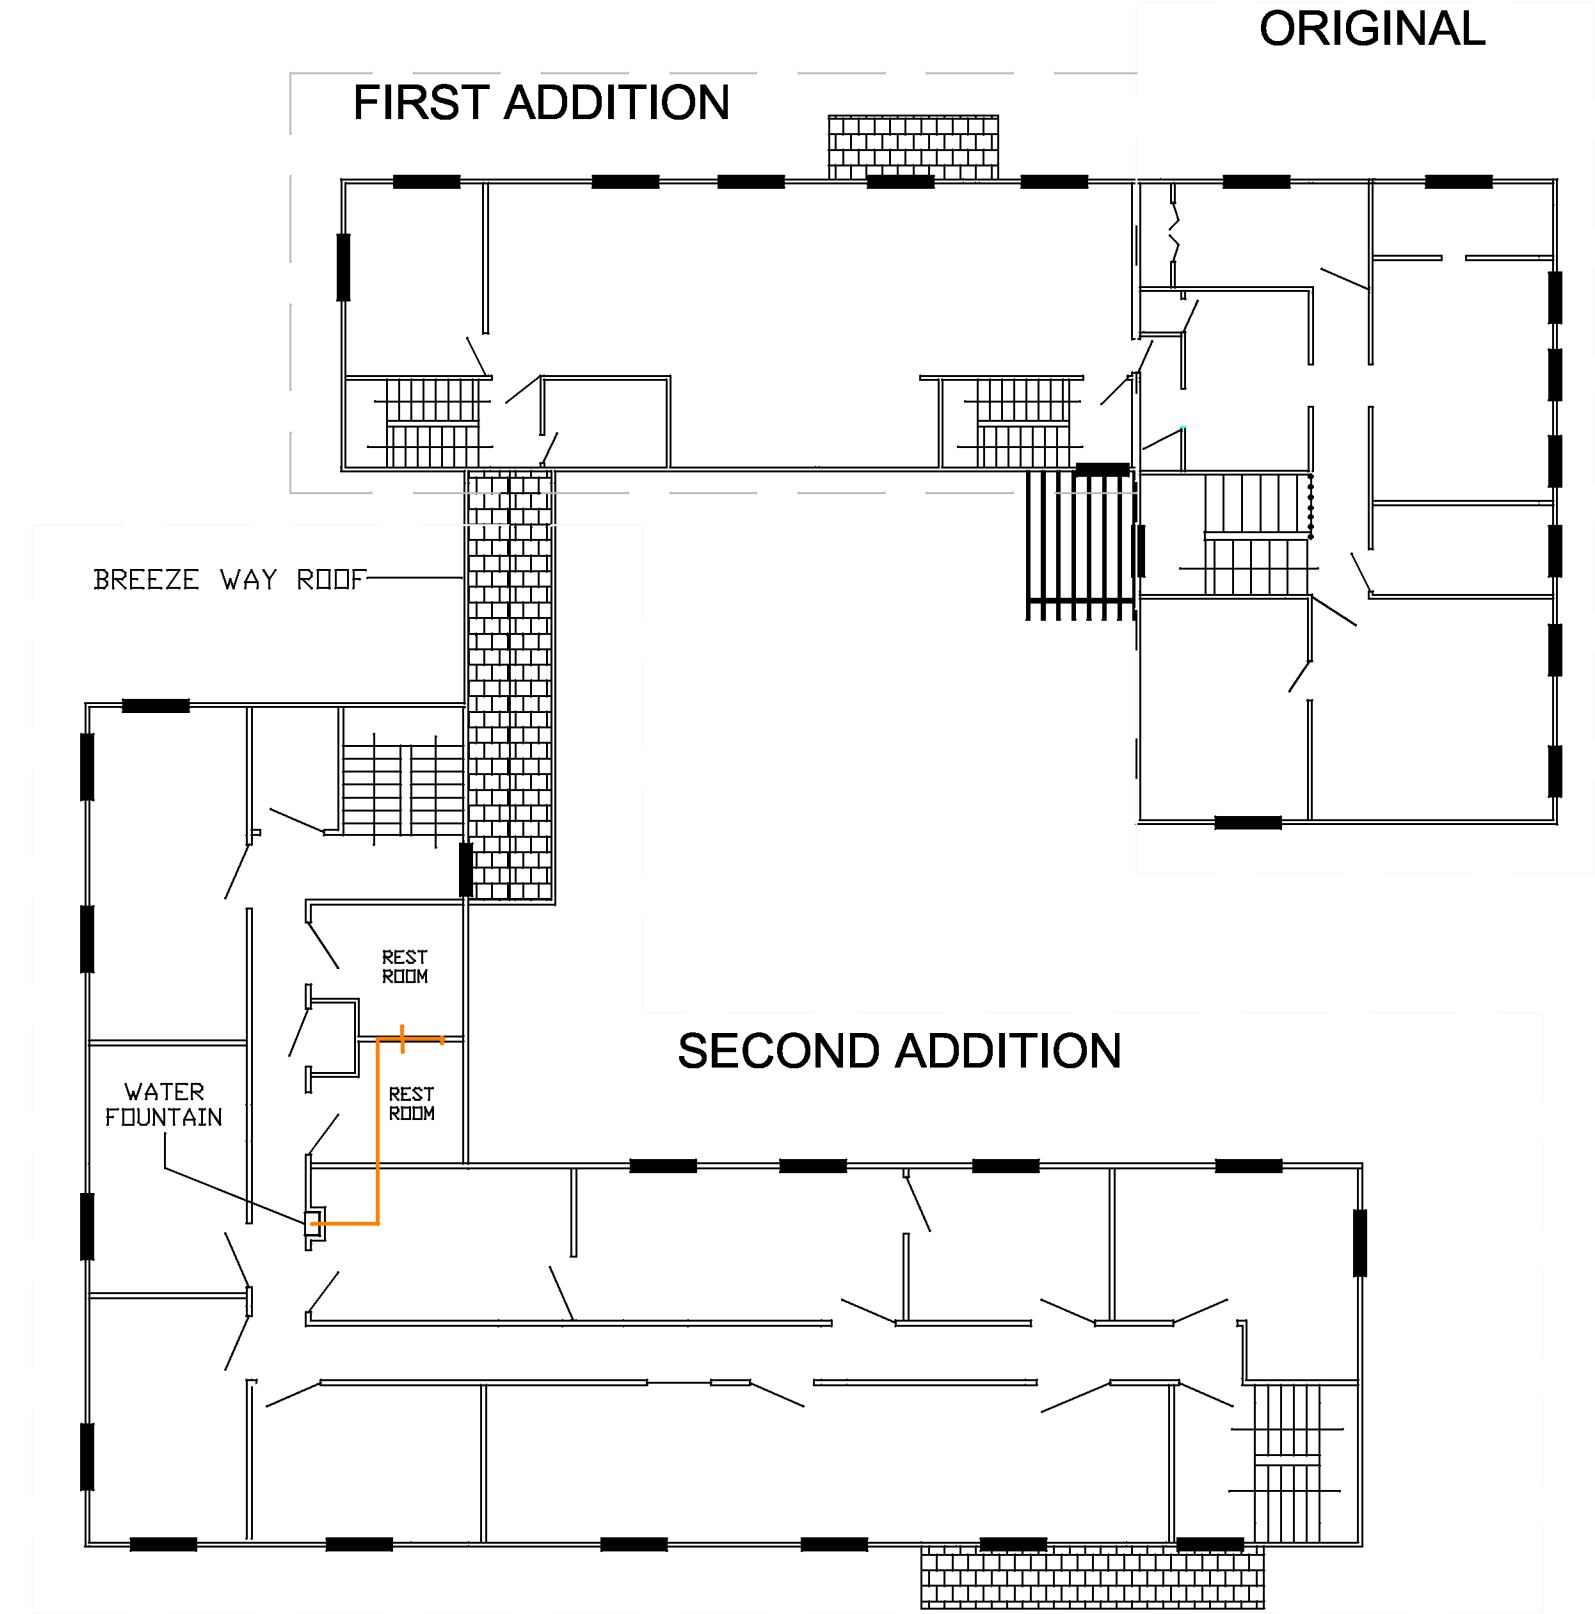 ORIGINAL
FIRST ADDITION
BREEZE WAY ROOF
REST
ROOM
SECOND ADDITION
WATER
FOUNTAIN
REST
ROOM